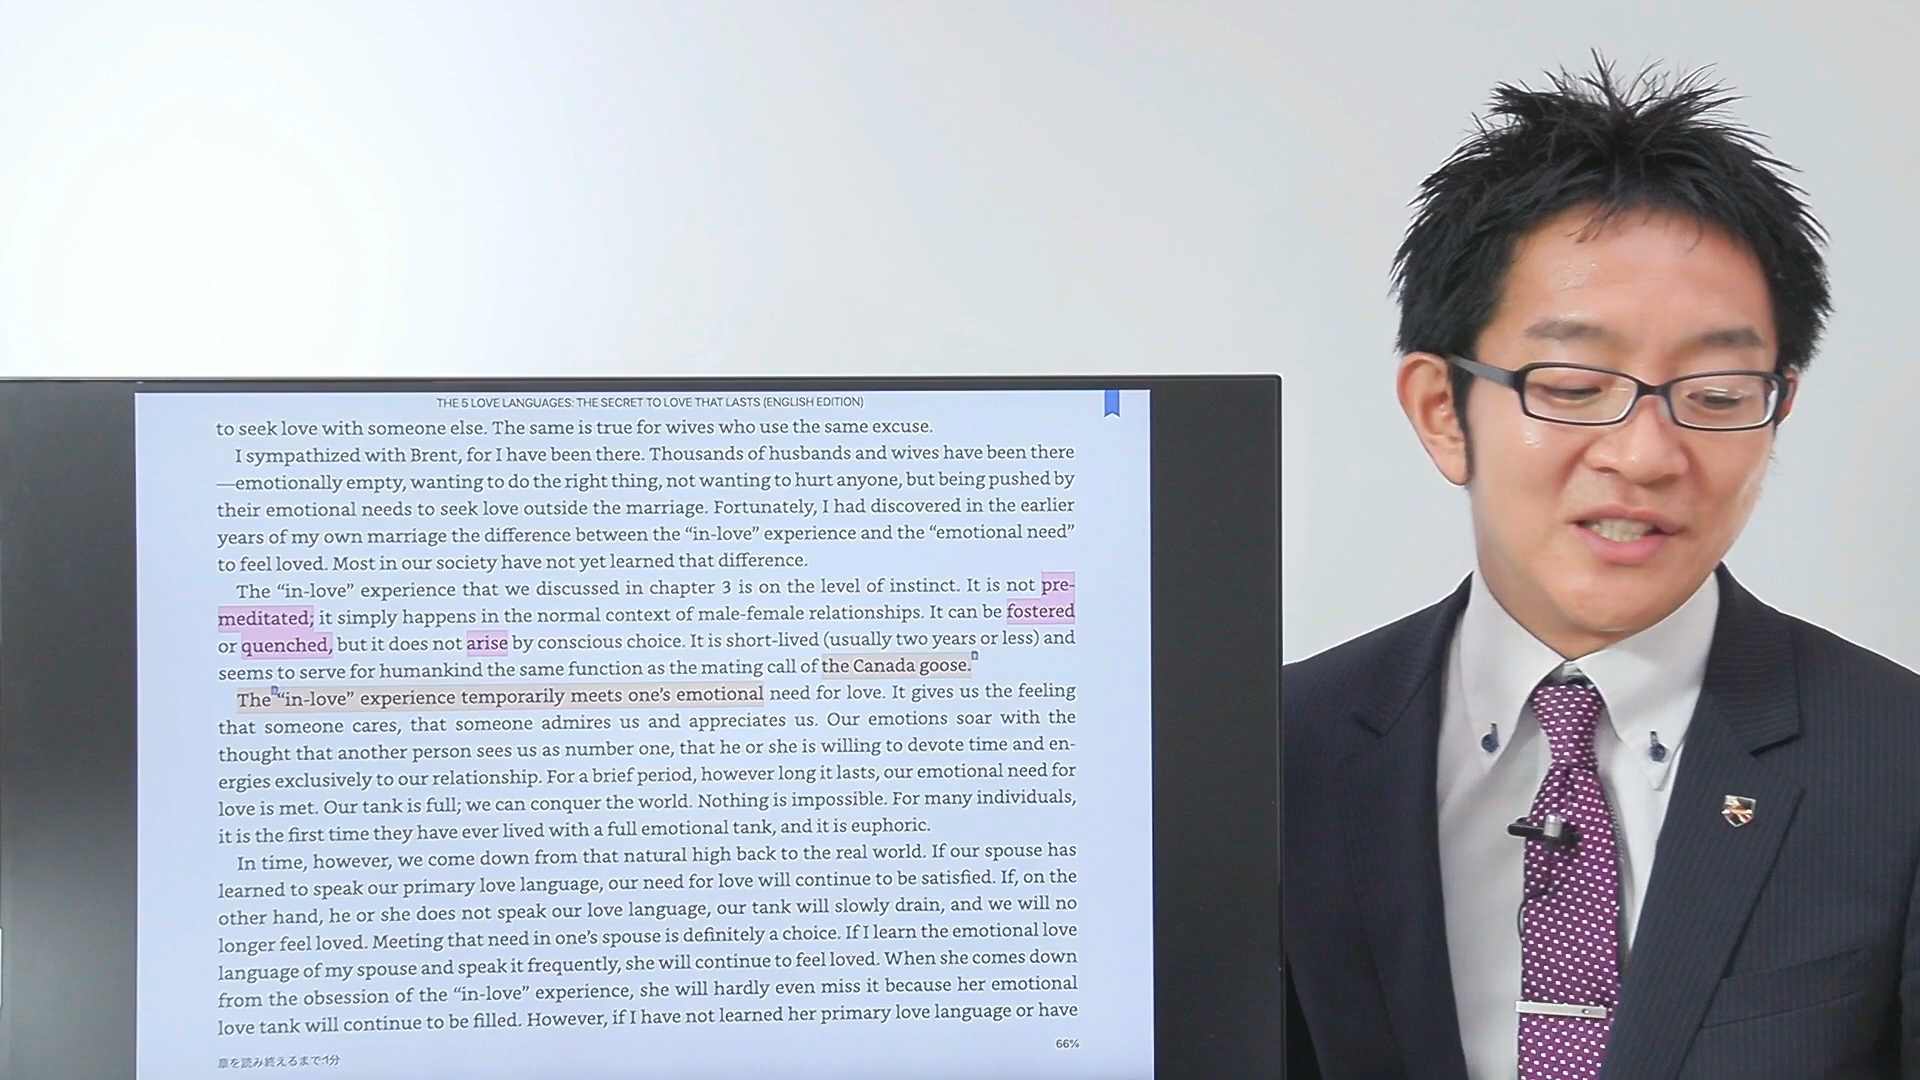 THE 5 LOVE LANGUAGES: THE SECRET TO LOVE THAT LASTS (ENGLISH EDITION)
to seek love with someone else. The same is true for wives who use the same excuse.
I sympathized with Brent, for I have been there. Thousands of husbands and wives have been there
—emotionally empty, wanting to do the right thing, not wanting to hurt anyone, but being pushed by
their emotional needs to seek love outside the marriage. Fortunately, I had discovered in the earlier
years of my own marriage the difference between the “in-love” experience and the “emotional need”
to feel loved. Most in our society have not yet learned that difference.
The “in-love” experience that we discussed in chapter 3 is on the level of instinct. It is not pre-
meditated; it simply happens in the normal context of male-female relationships. It can be fostered
or quenched, but it does not arise by conscious choice. It is short-lived (usually two years or less) and
seems to serve for humankind the same function as the mating call of the Canada goose.
The “in-love” experience temporarily meets one’s emotional need for love. It gives us the feeling
that someone cares, that someone admires us and appreciates us. Our emotions soar with the
thought that another person sees us as number one, that he or she is willing to devote time and en-
ergies exclusively to our relationship. For a brief period, however long it lasts, our emotional need for
love is met. Our tank is full; we can conquer the world. Nothing is impossible. For many individuals,
it is the first time they have ever lived with a full emotional tank, and it is euphoric.
In time, however, we come down from that natural high back to the real world. If our spouse has
learned to speak our primary love language, our need for love will continue to be satisfied. If, on the
other hand, he or she does not speak our love language, our tank will slowly drain, and we will no
longer feel loved. Meeting that need in one’s spouse is definitely a choice. If I learn the emotional love
language of my spouse and speak it frequently, she will continue to feel loved. When she comes down
from the obsession of the “in-love” experience, she will hardly even miss it because her emotional
love tank will continue to be filled. However, if I have not learned her primary love language or have
章を読み終えるまで:1分
66%